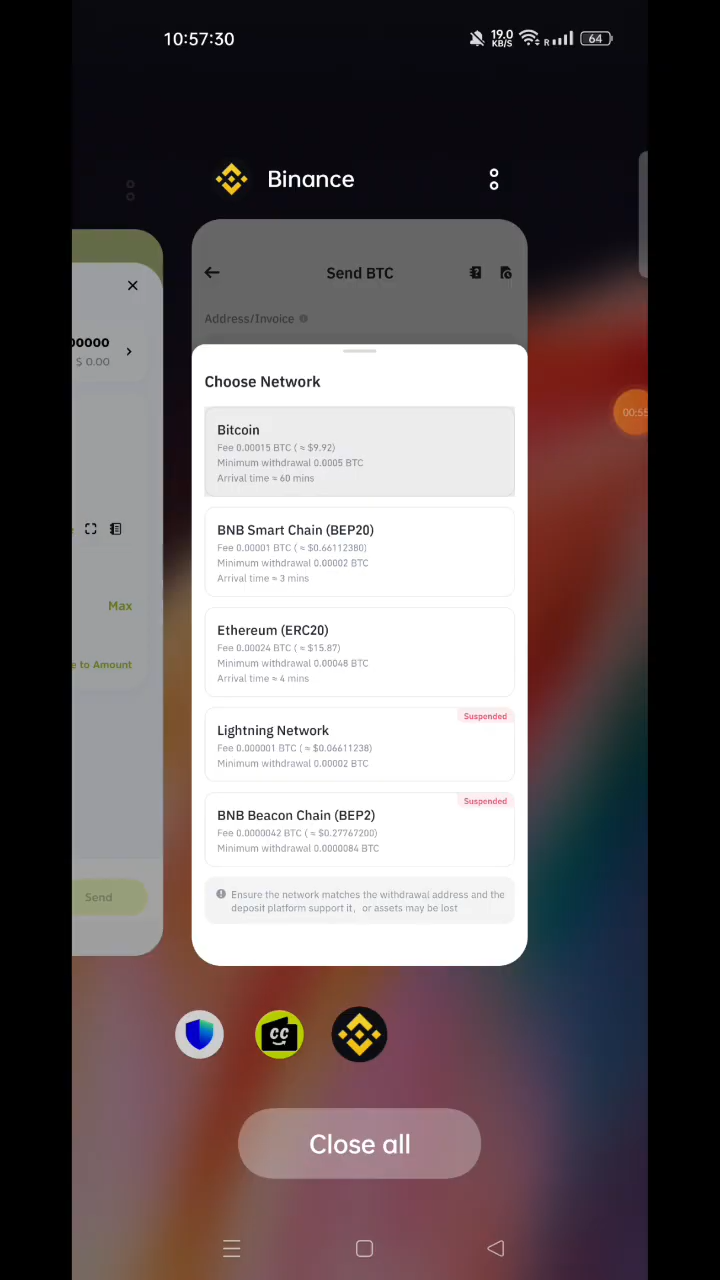 10:57:30
19.0
KB/S
R
64
Binance
Send BTC
Address/Invoice
00000
$ 0.00
Max
e to Amount
Send
Choose Network
Bitcoin
Fee 0.00015 BTC ( ≈ $9.92)
Minimum withdrawal 0.0005 BTC
Arrival time ≈ 60 mins
BNB Smart Chain (BEP20)
Fee 0.00001 BTC ( ≈ $0.66112380)
Minimum withdrawal 0.00002 BTC
Arrival time ≈ 3 mins
Ethereum (ERC20)
Fee 0.00024 BTC ( ≈ $15.87)
Minimum withdrawal 0.00048 BTC
Arrival time ≈ 4 mins
Suspended
Lightning Network
Fee 0.000001 BTC ( ≈ $0.06611238)
Minimum withdrawal 0.00002 BTC
Suspended
BNB Beacon Chain (BEP2)
Fee 0.0000042 BTC ( ≈ $0.27767200)
Minimum withdrawal 0.0000084 BTC
Ensure the network matches the withdrawal address and the
deposit platform support it, or assets may be lost
00:55
CC
Close all